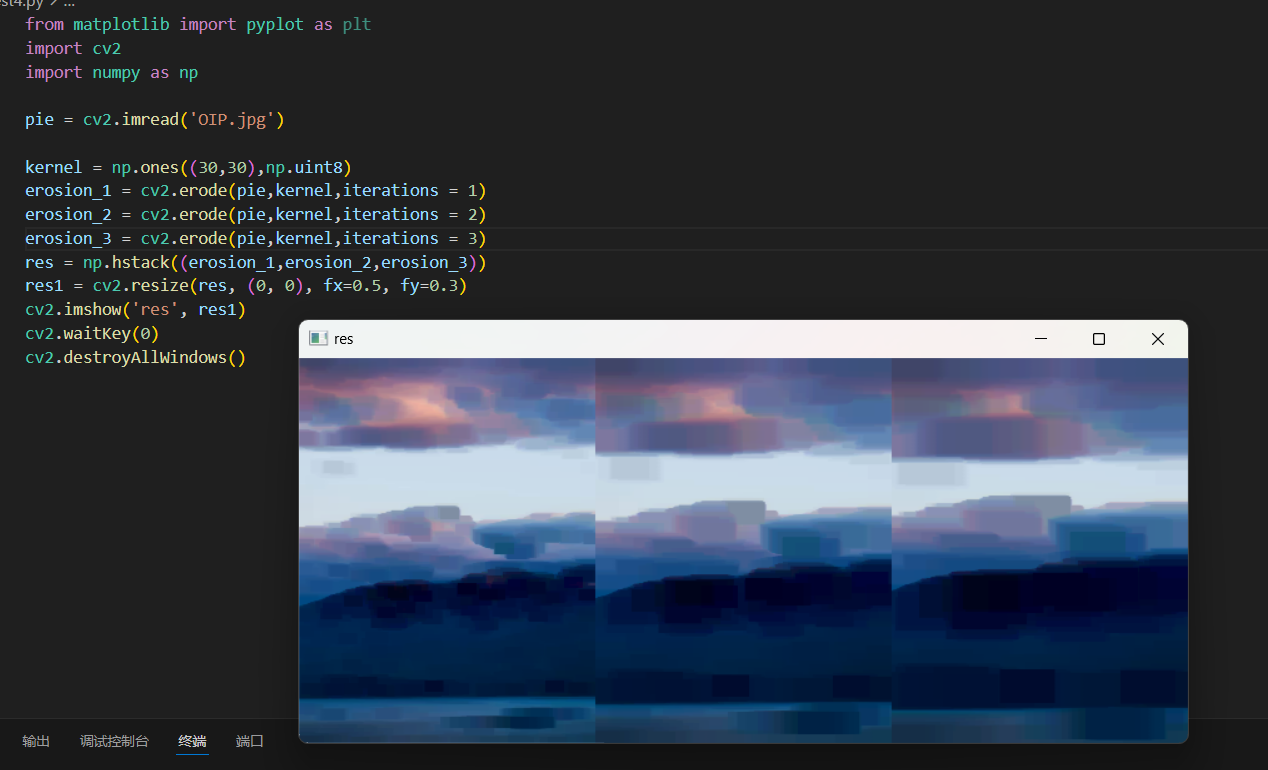 from matplotlib import pyplot as plt
import cv2
import numpy as np
pie = cv2.imread('OIP.jpg')
kernel = np.ones((30,30),np.uint8)
erosion_1 = cv2.erode(pie,kernel,iterations = 1)
erosion_2 = cv2.erode(pie,kernel,iterations = 2)
erosion_3 = cv2.erode(pie,kernel,iterations = 3)
res = np.hstack((erosion_1,erosion_2,erosion_3))
res1 = cv2.resize(res, (0, 0), fx=0.5, fy=0.3)
cv2.imshow('res', res1)
cv2.waitKey(0)
cv2.destroyAllWindows()
res
输出 调试控制台 终端 端口